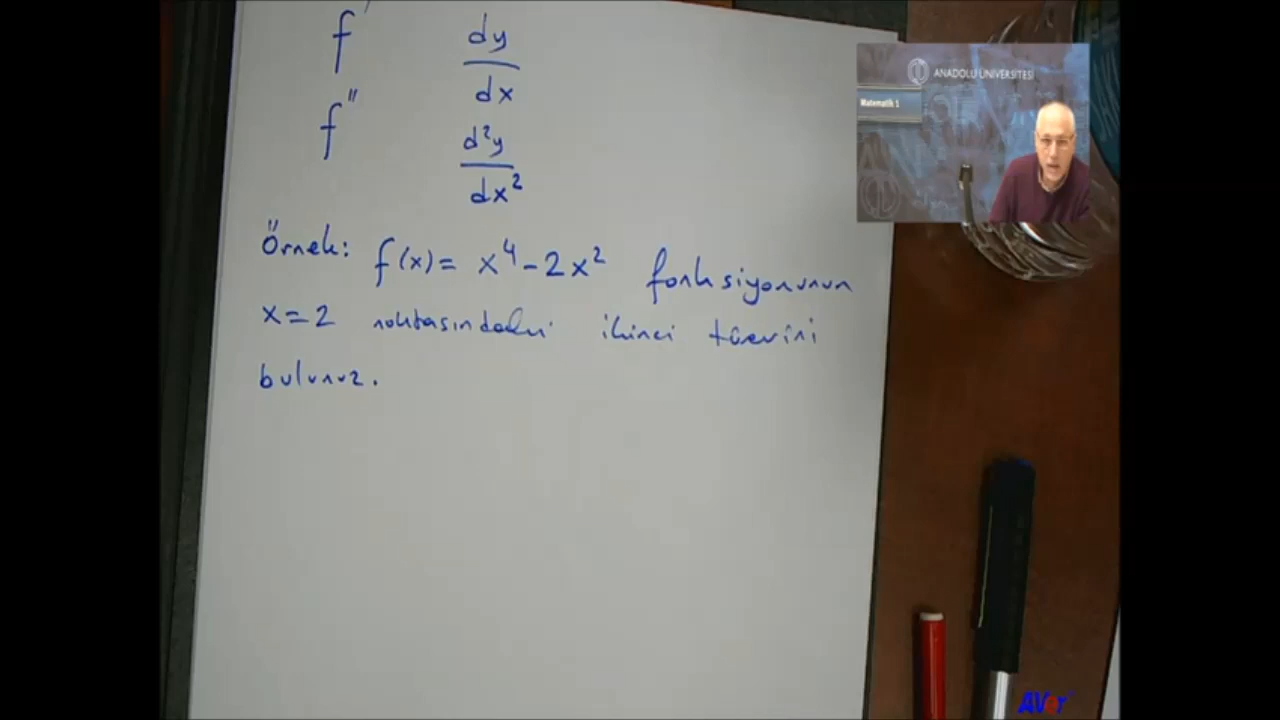 f' dy/dx
f" d²y/dx²
Örnek: f(x) = x⁴ - 2x² fonksiyonunun
x=2 noktasındaki ikinci türevini
bulunuz.
ANADOLU ÜNİVERSİTESİ
Matematik 1
AVer